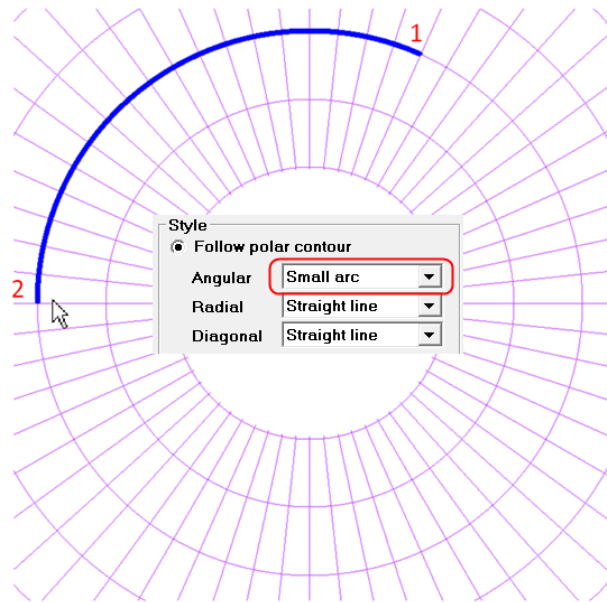 1
Style
Follow polar contour
Angular Small arc
2
Radial Straight line
Diagonal Straight line